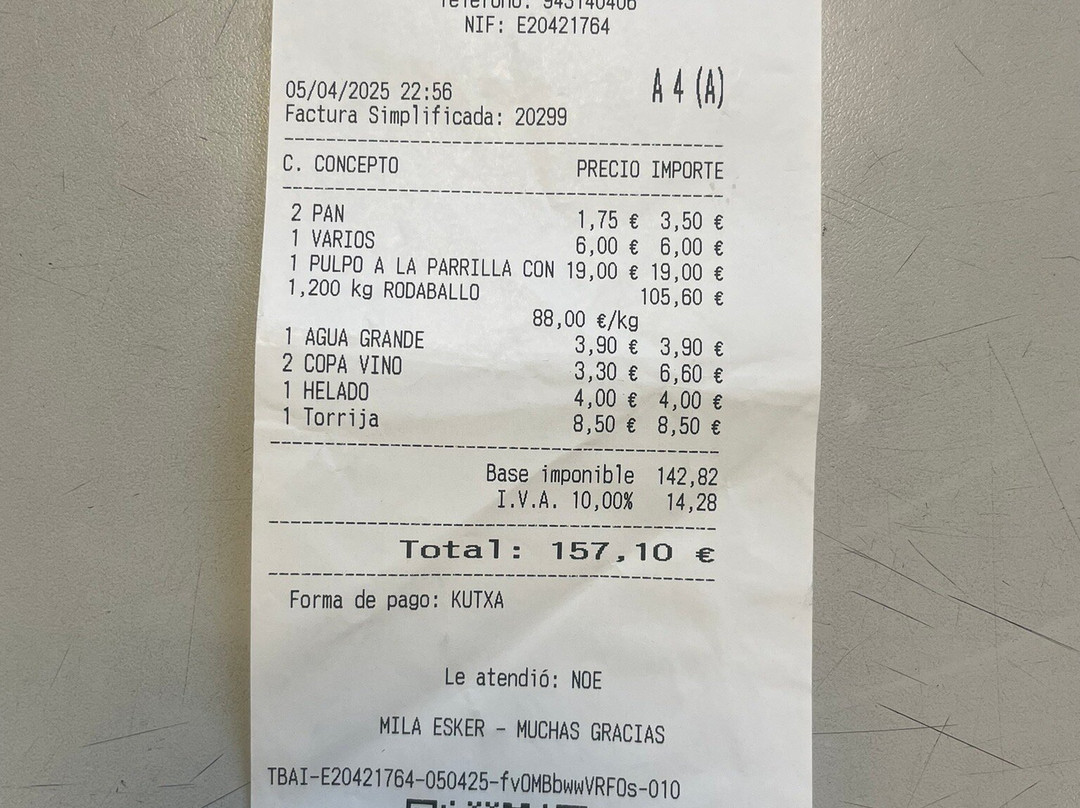 Teléfono: 943140406
NIF: E20421764
A 4 (A)
05/04/2025 22:56
Factura Simplificada: 20299
C. CONCEPTO PRECIO IMPORTE
2 PAN 1,75 € 3,50 €
1 VARIOS 6,00 € 6,00 €
1 PULPO A LA PARRILLA CON 19,00 € 19,00 €
1,200 kg RODABALLO 105,60 €
88,00 €/kg
1 AGUA GRANDE 3,90 € 3,90 €
2 COPA VINO 3,30 € 6,60 €
1 HELADO 4,00 € 4,00 €
1 Torrija 8,50 € 8,50 €
Base imponible 142,82
I.V.A. 10,00% 14,28
Total: 157,10 €
Forma de pago: KUTXA
Le atendió: NOE
MILA ESKER - MUCHAS GRACIAS
TBAI-E20421764-050425-fvOMBbwwVRFOs-010